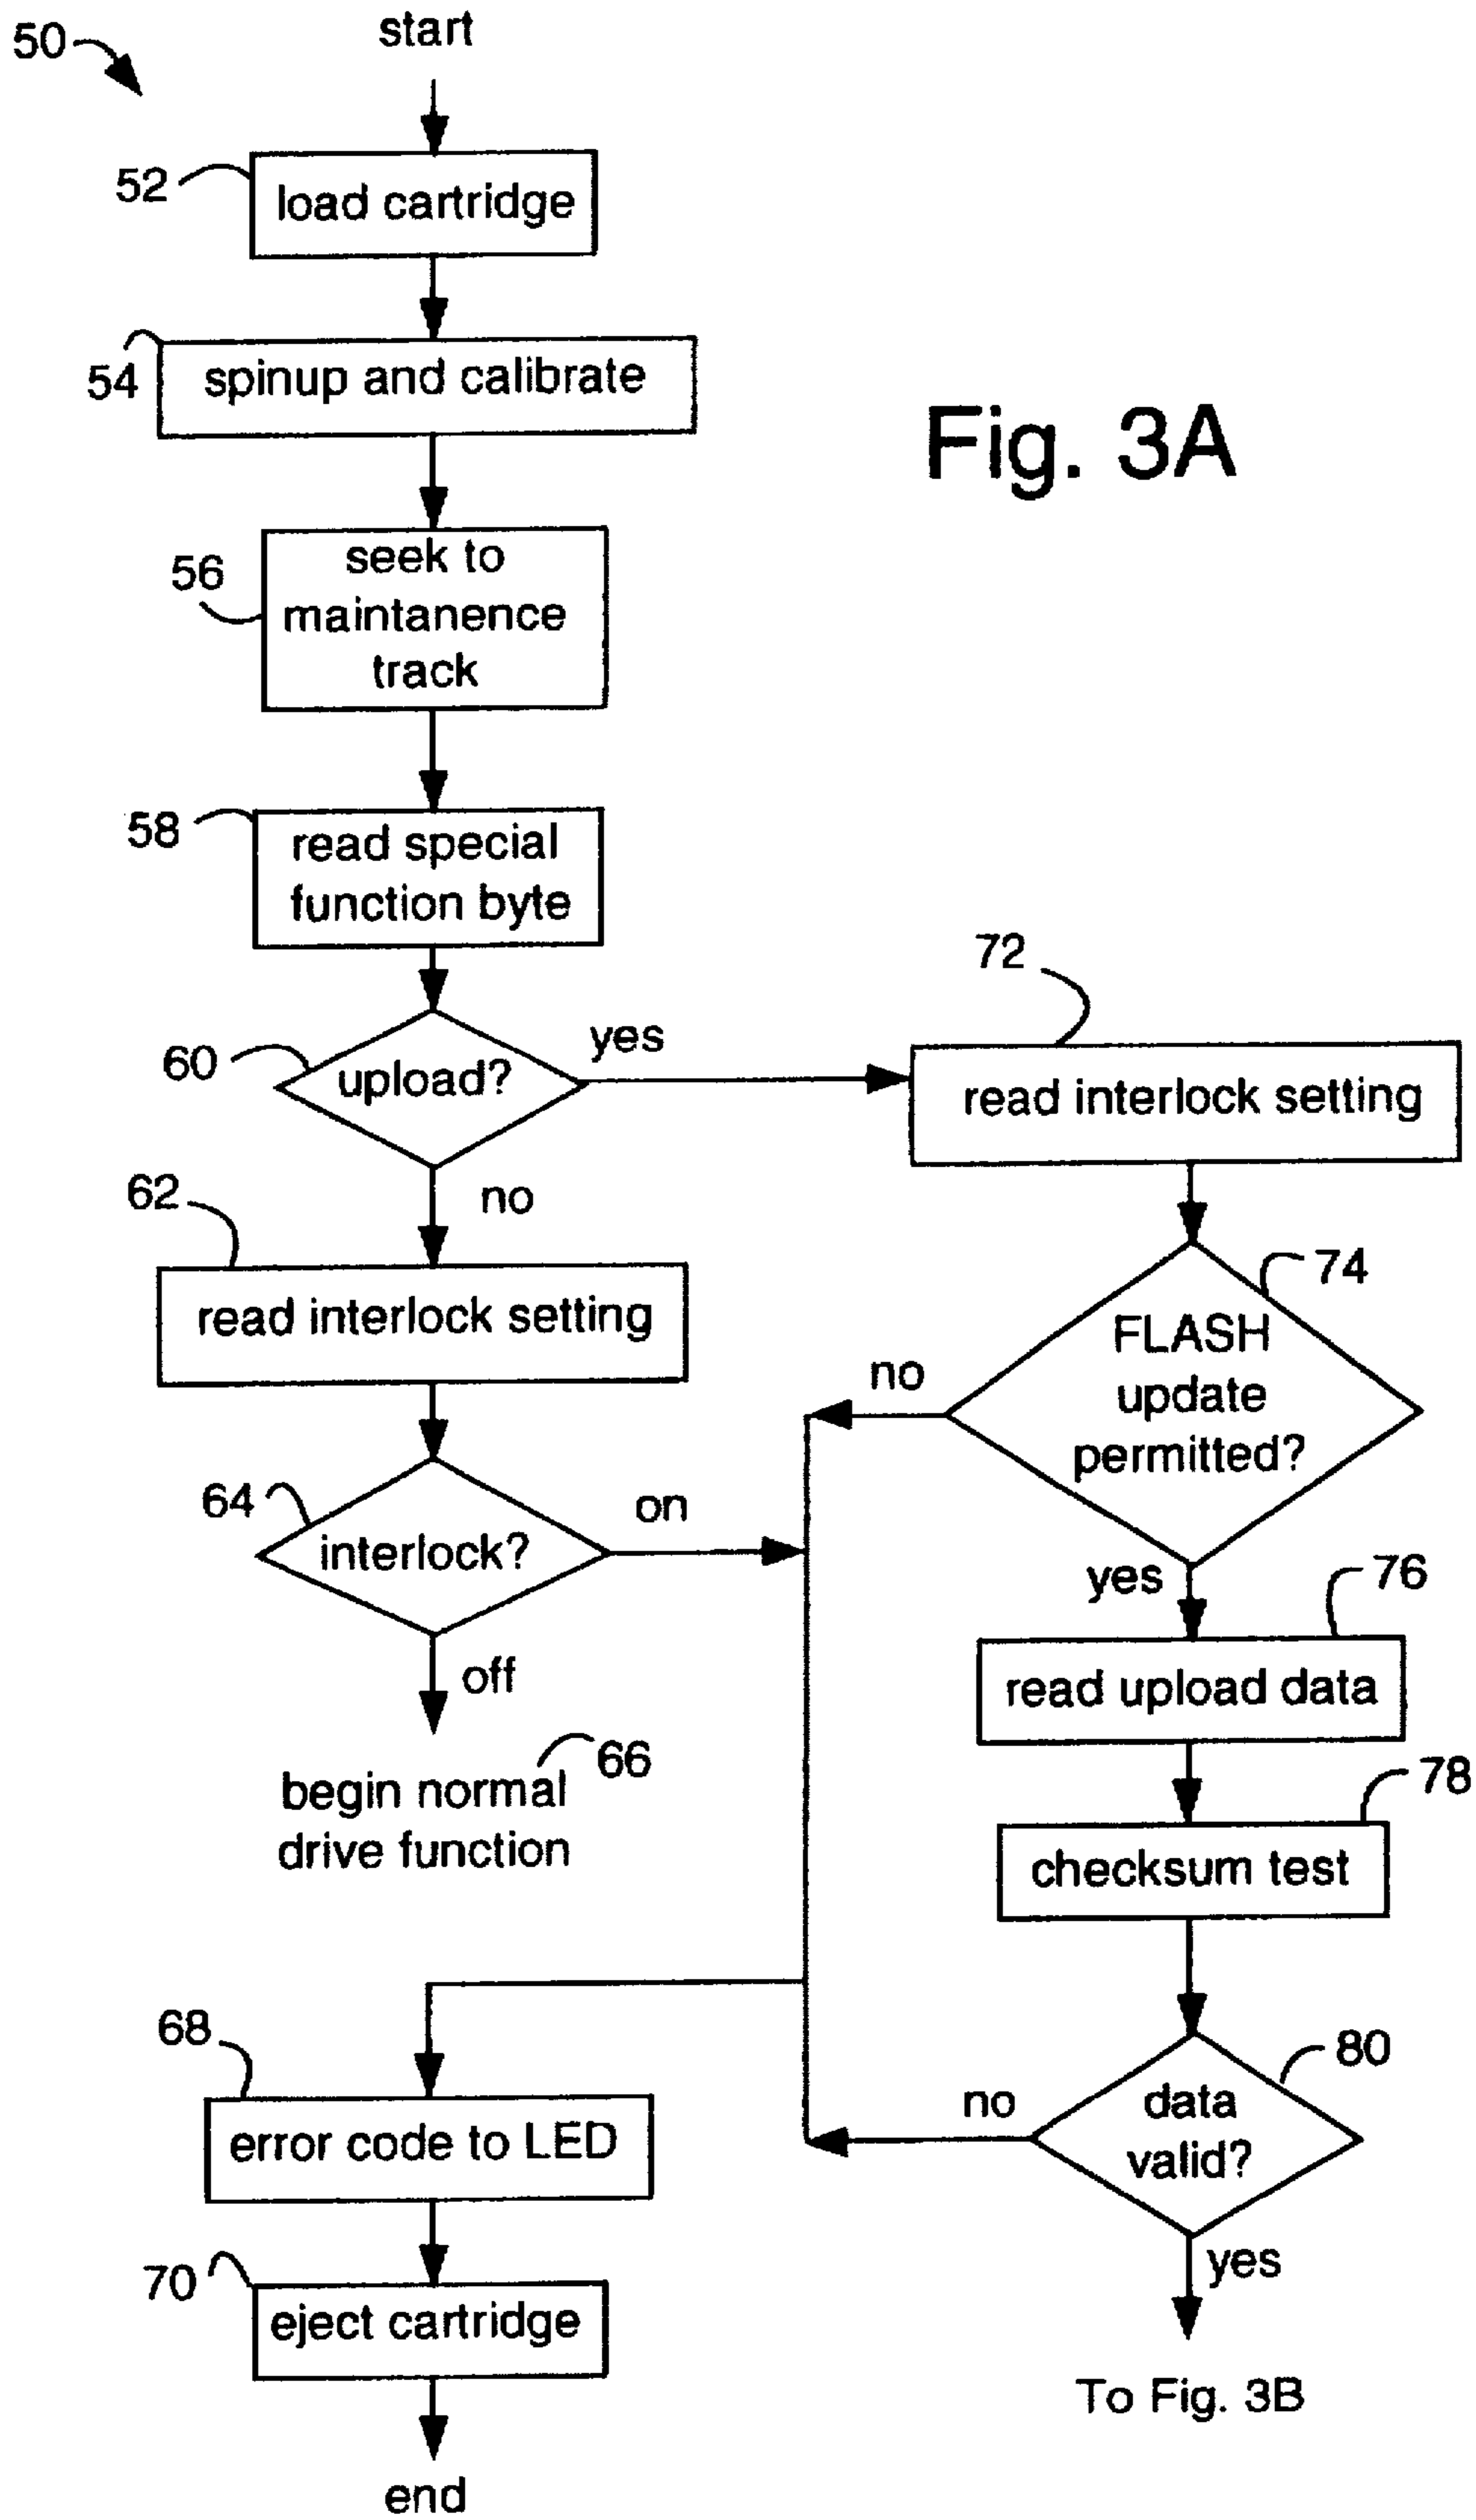 50
start
52
load cartridge
54
spinup and calibrate
Fig. 3A
56
seek to
maintanence
track
58
read special
function byte
60
upload?
yes
72
read interlock setting
no
62
read interlock setting
74
FLASH
update
permitted?
no
64
interlock?
on
off
yes
76
read upload data
66
begin normal
drive function
78
checksum test
80
data
valid?
no
yes
To Fig. 3B
68
error code to LED
70
eject cartridge
end